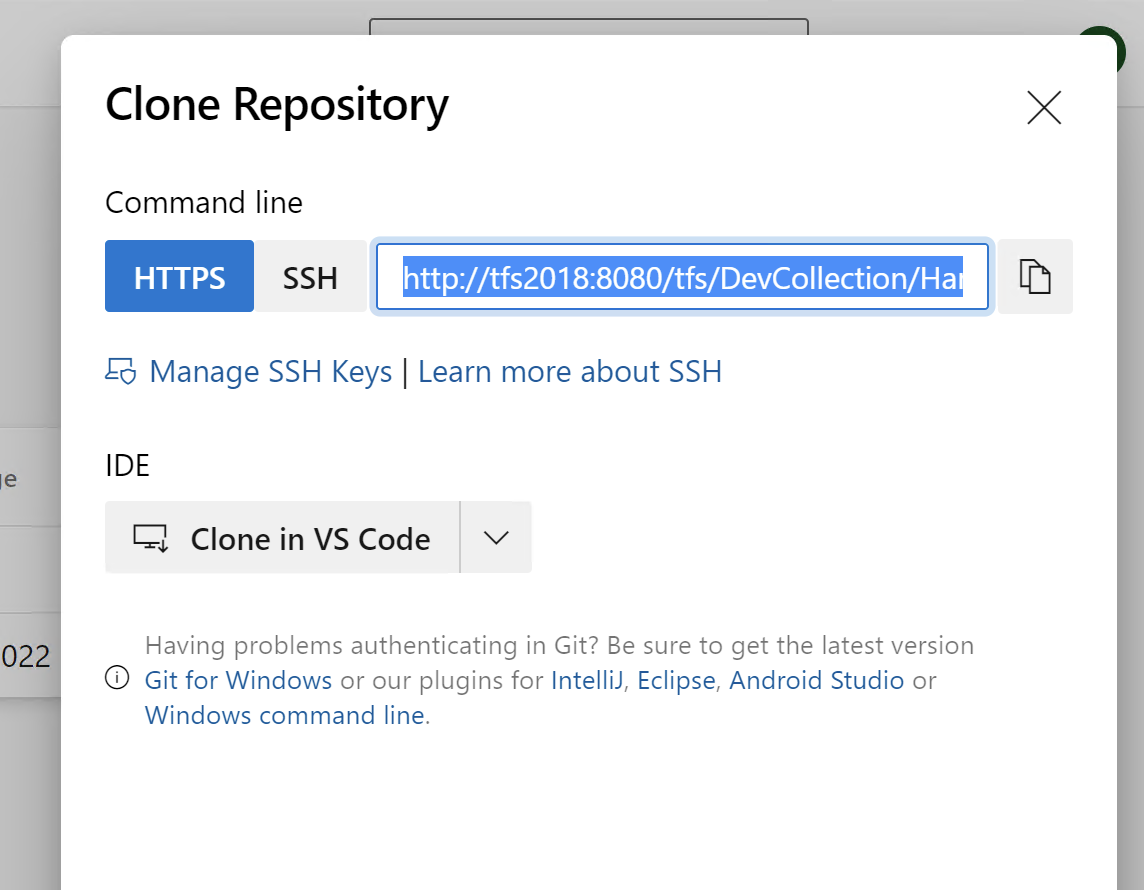 Clone Repository
Command line
HTTPS SSH http://tfs2018:8080/tfs/DevCollection/Har
Manage SSH Keys | Learn more about SSH
IDE
Clone in VS Code
Having problems authenticating in Git? Be sure to get the latest version
022
Git for Windows or our plugins for IntelliJ, Eclipse, Android Studio or
Windows command line.